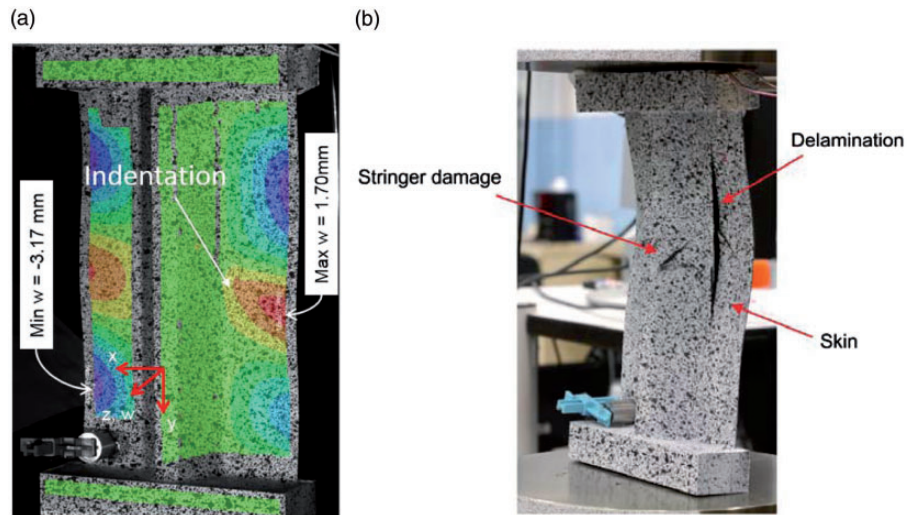 (a)
(b)
Indentation
Min w = -3.17 mm
Max w = 1.70mm
x
z, w
y
Delamination
Stringer damage
Skin